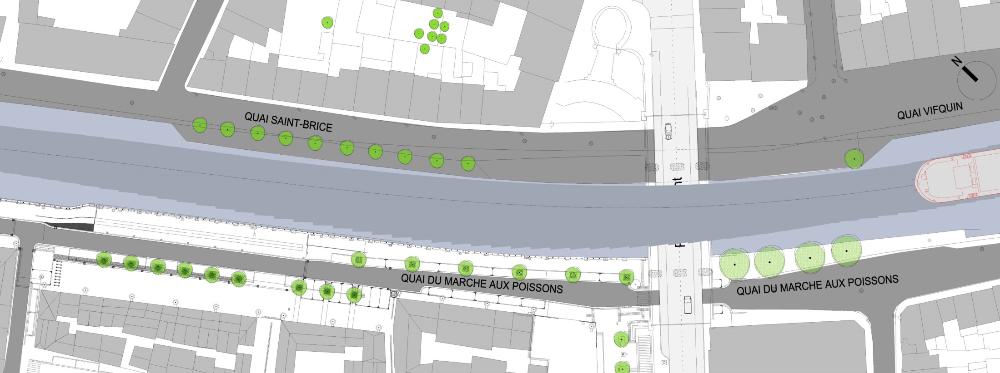 N
QUAI VIFQUIN
QUAI SAINT-BRICE
QUAI DU MARCHE AUX POISSONS
QUAI DU MARCHE AUX POISSONS